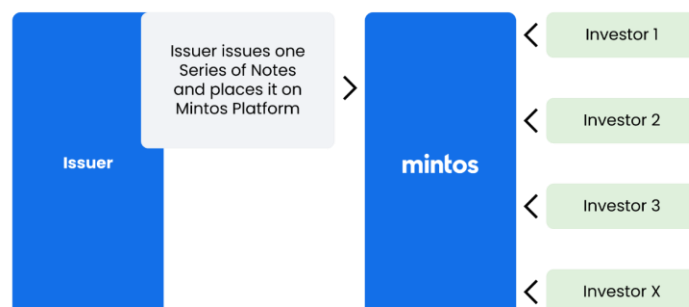 Issuer issues one
Series of Notes
and places it on
Mintos Platform
Issuer
mintos
Investor 1
Investor 2
Investor 3
Investor X